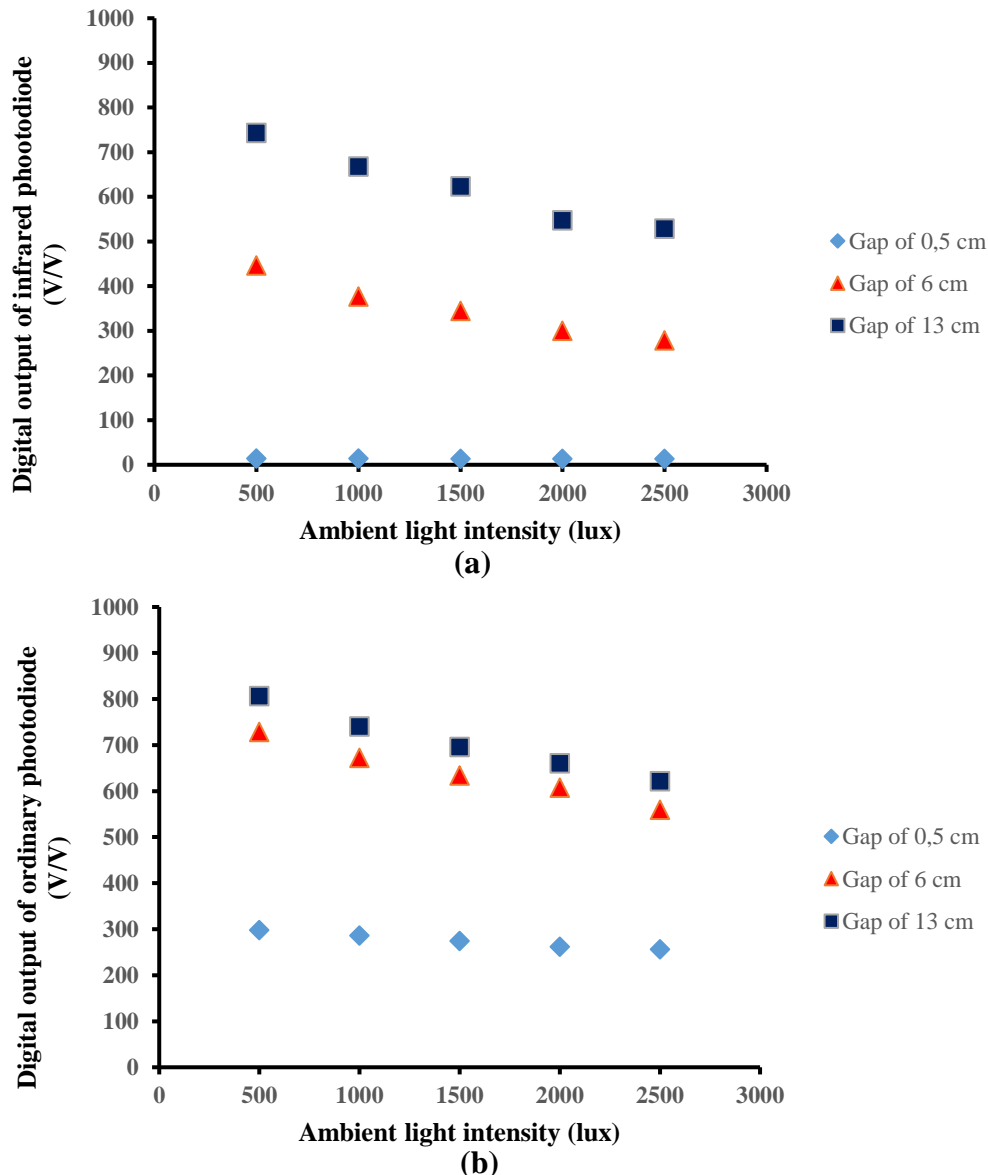 1000
900
800
700
600
500
400
300
200
100
0
Digital output of infrared phootodiode
(V/V)
0 500 1000 1500 2000 2500 3000
Ambient light intensity (lux)
(a)
Gap of 0,5 cm
Gap of 6 cm
Gap of 13 cm
1000
900
800
700
600
500
400
300
200
100
0
Digital output of ordinary phootodiode
(V/V)
0 500 1000 1500 2000 2500 3000
Ambient light intensity (lux)
(b)
Gap of 0,5 cm
Gap of 6 cm
Gap of 13 cm